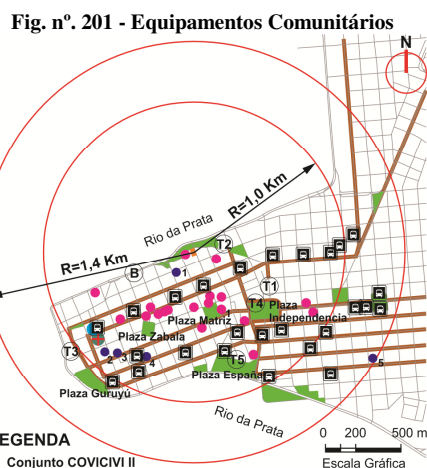 Fig. nº. 201 - Equipamentos Comunitários
N
R=1,0 Km
Rio da Prata
R=1,4 Km
T2
B
1
T1
T4
Plaza Independencia
Plaza Matriz
1
Plaza Zabala
T3
2
3
4
T5
5
Plaza España
Plaza Guruyú
Rio da Prata
EGENDA
0 200 500 m
Conjunto COVICIVI II
Escala Gráfica